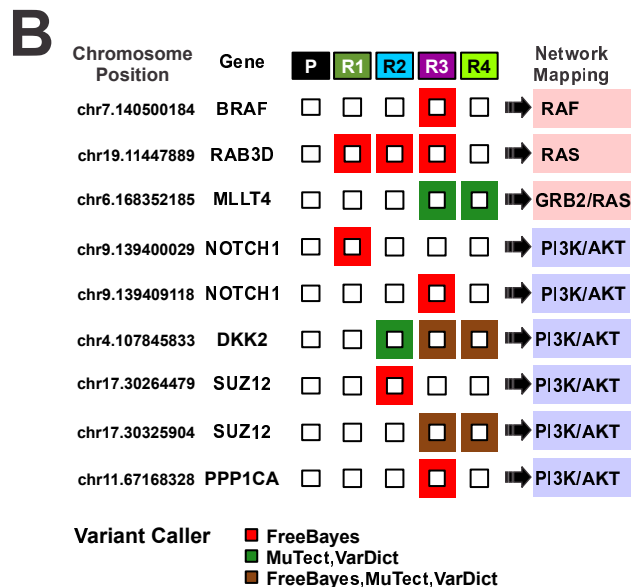 B
Chromosome Position Gene P R1 R2 R3 R4 Network Mapping
chr7.140500184 BRAF RAF
chr19.11447889 RAB3D RAS
chr6.168352185 MLLT4 GRB2/RAS
chr9.139400029 NOTCH1 PI3K/AKT
chr9.139409118 NOTCH1 PI3K/AKT
chr4.107845833 DKK2 PI3K/AKT
chr17.30264479 SUZ12 PI3K/AKT
chr17.30325904 SUZ12 PI3K/AKT
chr11.67168328 PPP1CA PI3K/AKT
Variant Caller FreeBayes
MuTect,VarDict
FreeBayes,MuTect,VarDict